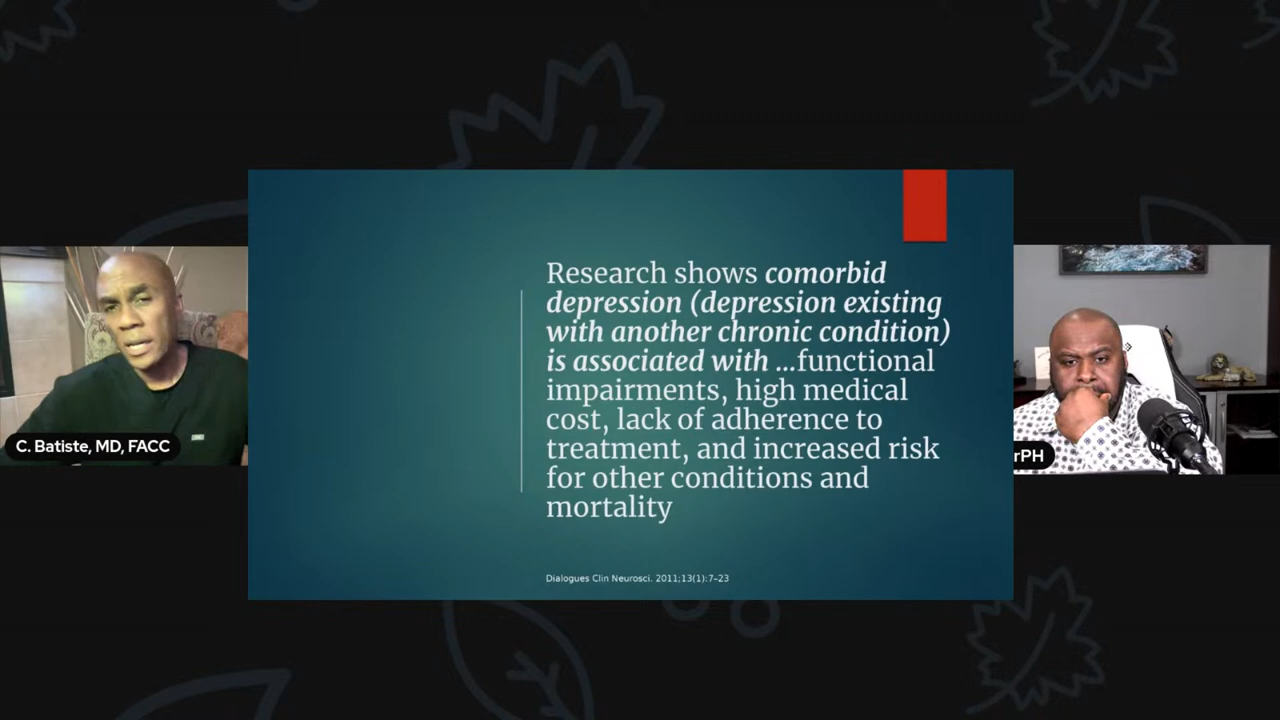 Research shows comorbid
depression (depression existing
with another chronic condition)
is associated with ...functional
impairments, high medical
cost, lack of adherence to
treatment, and increased risk
for other conditions and
mortality
Dialogues Clin Neurosci. 2011;13(1):7–23
C. Batiste, MD, FACC
rPH